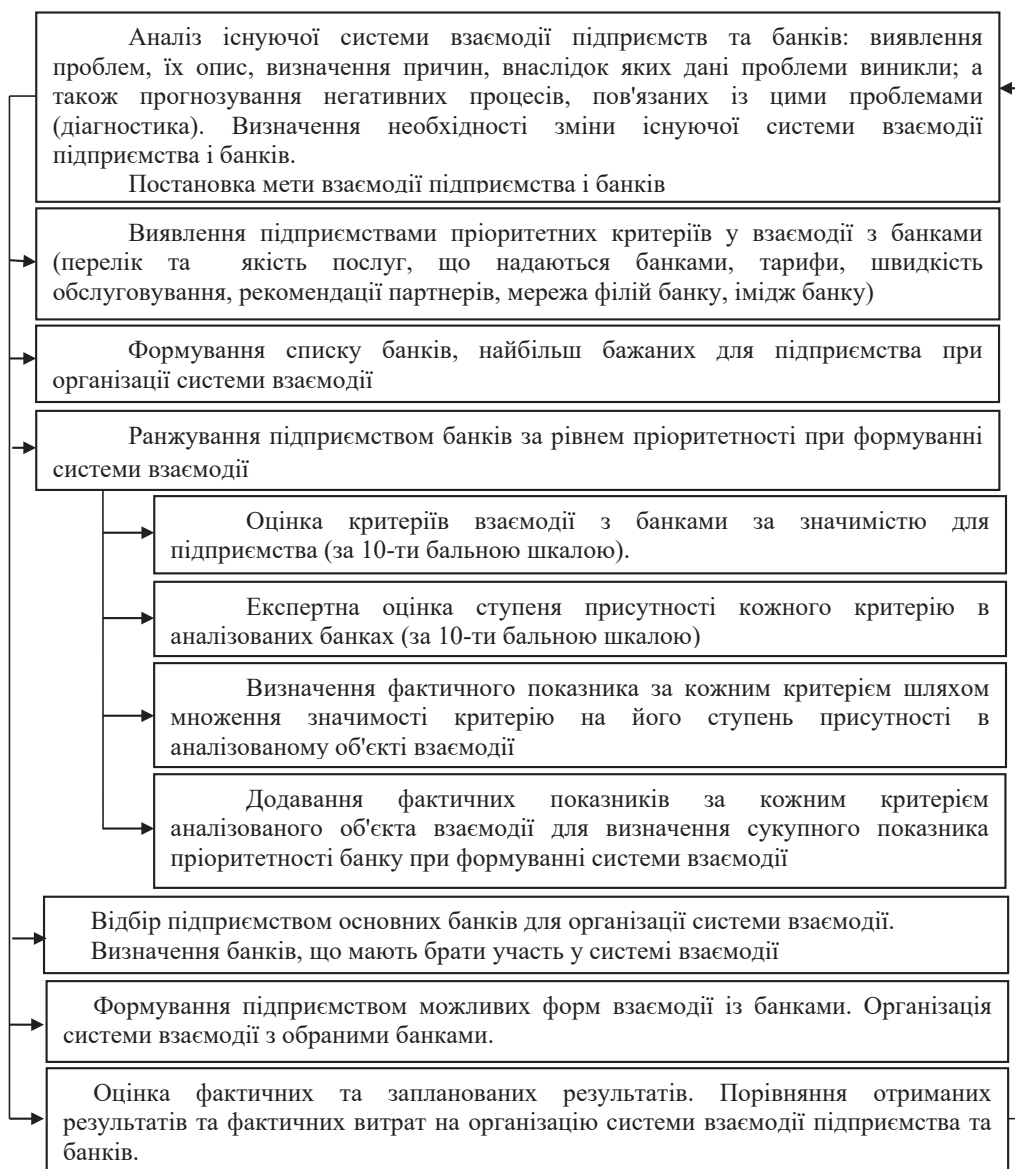 Аналіз існуючої системи взаємодії підприємств та банків: виявлення
проблем, їх опис, визначення причин, внаслідок яких дані проблеми виникли; а
також прогнозування негативних процесів, пов'язаних із цими проблемами
(діагностика). Визначення необхідності зміни існуючої системи взаємодії
підприємства і банків.
Постановка мети взаємодії підприємства і банків
Виявлення підприємствами пріоритетних критеріїв у взаємодії з банками
(перелік та якість послуг, що надаються банками, тарифи, швидкість
обслуговування, рекомендації партнерів, мережа філій банку, імідж банку)
Формування списку банків, найбільш бажаних для підприємства при
організації системи взаємодії
Ранжування підприємством банків за рівнем пріоритетності при формуванні
системи взаємодії
Оцінка критеріїв взаємодії з банками за значимістю для
підприємства (за 10-ти бальною шкалою).
Експертна оцінка ступеня присутності кожного критерію в
аналізованих банках (за 10-ти бальною шкалою)
Визначення фактичного показника за кожним критерієм шляхом
множення значимості критерію на його ступень присутності в
аналізованому об'єкті взаємодії
Додавання фактичних показників за кожним критерієм
аналізованого об'єкта взаємодії для визначення сукупного показника
пріоритетності банку при формуванні системи взаємодії
Відбір підприємством основних банків для організації системи взаємодії.
Визначення банків, що мають брати участь у системі взаємодії
Формування підприємством можливих форм взаємодії із банками. Організація
системи взаємодії з обраними банками.
Оцінка фактичних та запланованих результатів. Порівняння отриманих
результатів та фактичних витрат на організацію системи взаємодії підприємства та
банків.